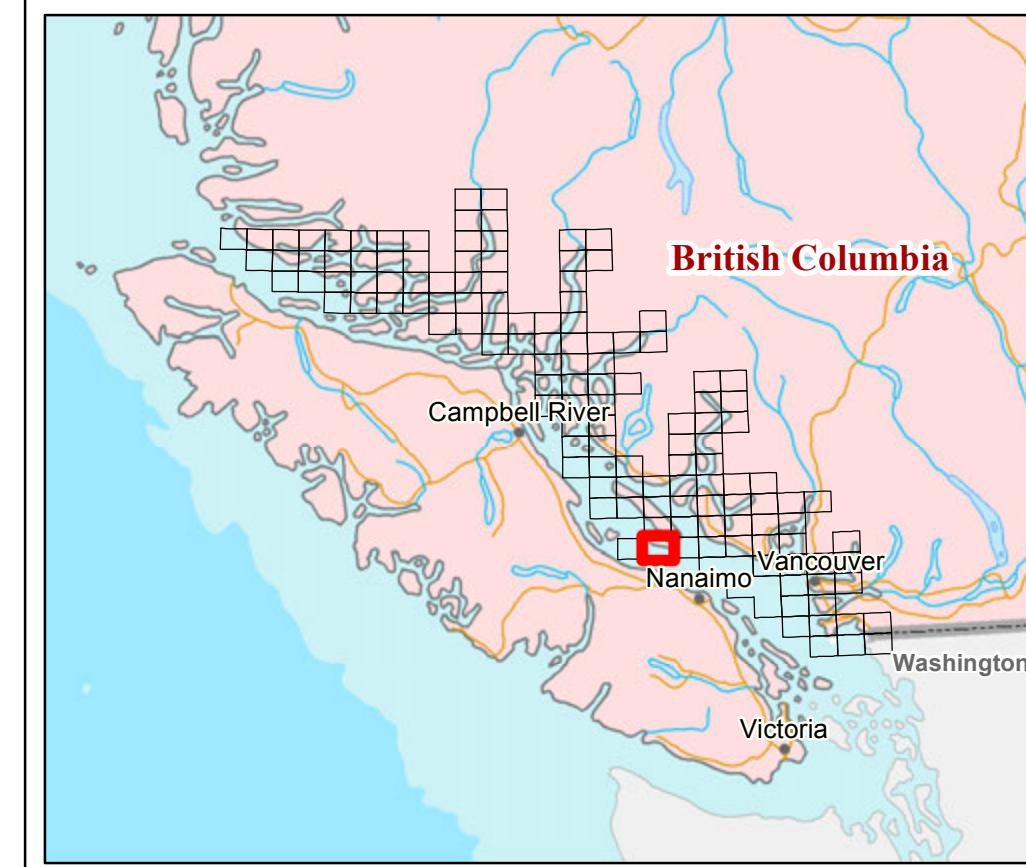 British Columbia
Campbell River
Vancouver
Nanaimo
Washington
Victoria